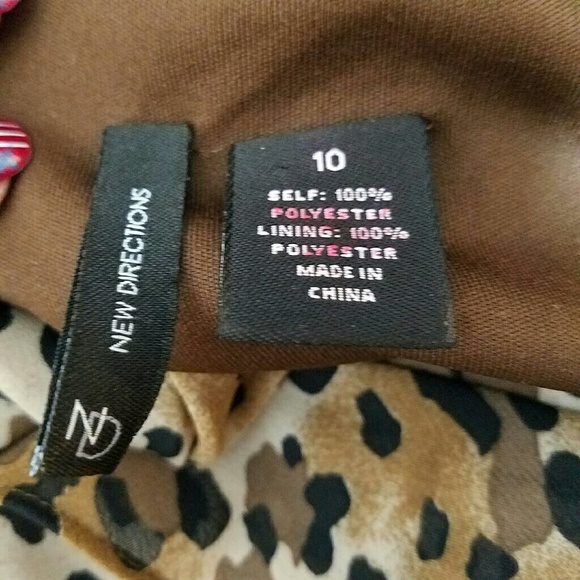 NEW DIRECTIONS
ND
10
SELF: 100%
POLYESTER
LINING: 100%
POLYESTER
MADE IN
CHINA